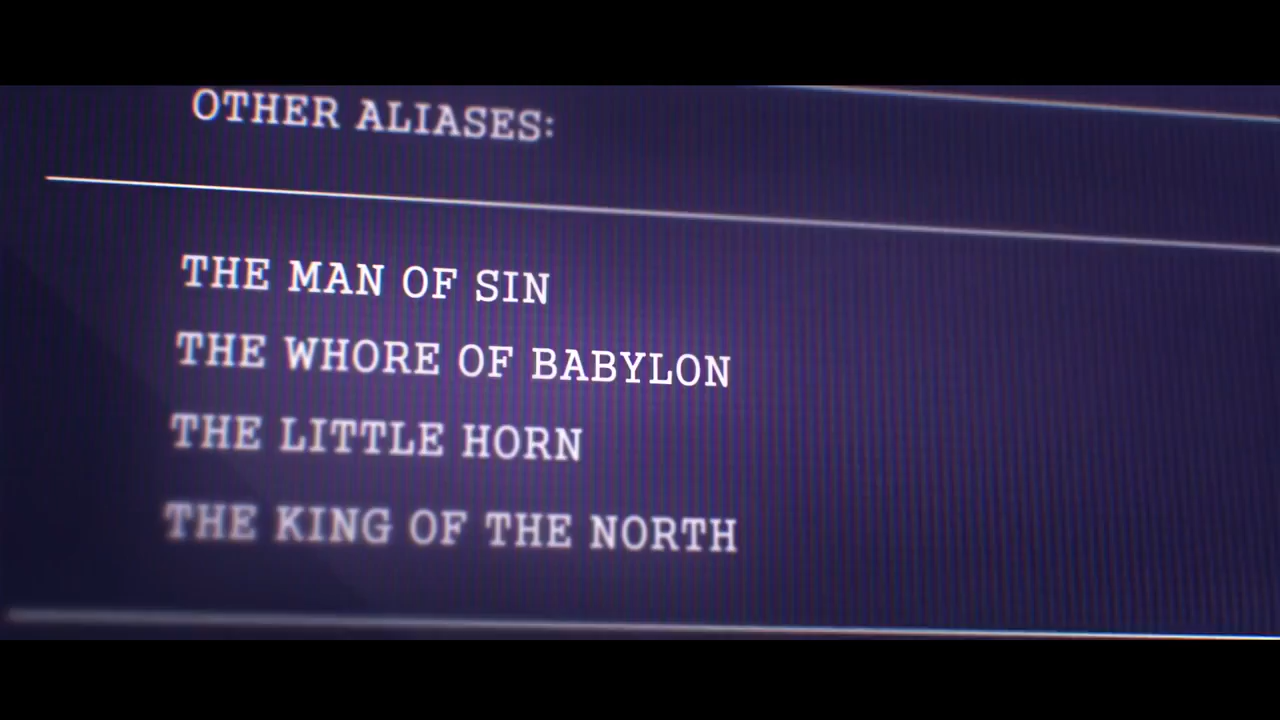 OTHER ALIASES:
THE MAN OF SIN
THE WHORE OF BABYLON
THE LITTLE HORN
THE KING OF THE NORTH